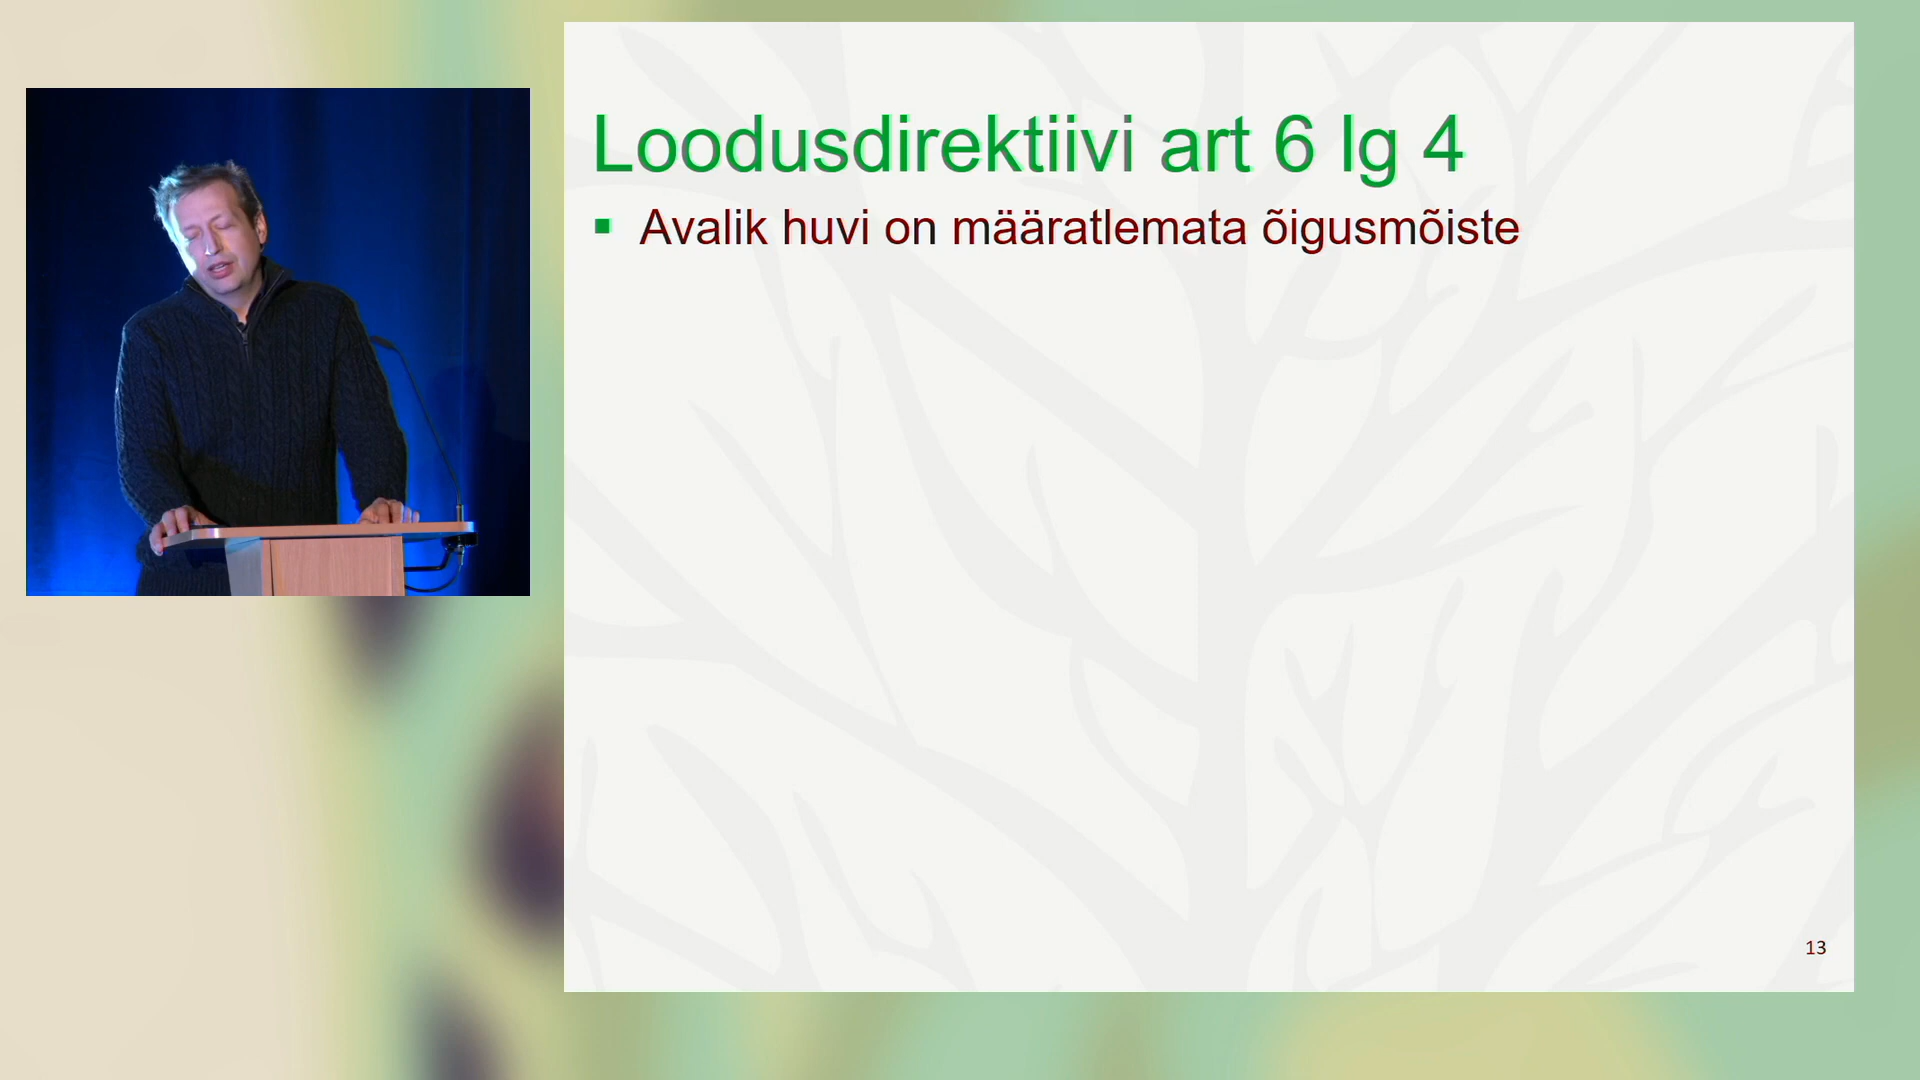 Loodusdirektiivi art 6 lg 4
▪ Avalik huvi on määratlemata õigusmõiste
13